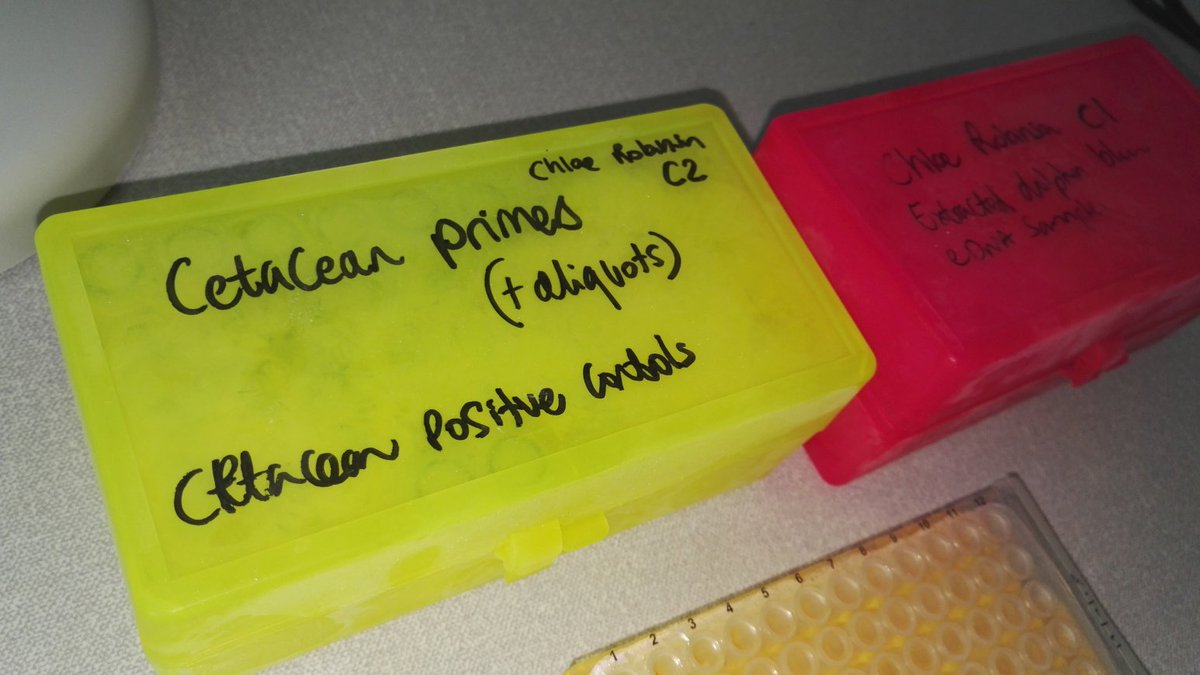 Chloe Robinson
C2
Cetacean primes
(+ aliquots)
Cetacean Positive controls
Chloe Robinson C1
Extracted dolphin blow
eDNA sample
1 2 3 4 5 6 7 8 9 10 11 12